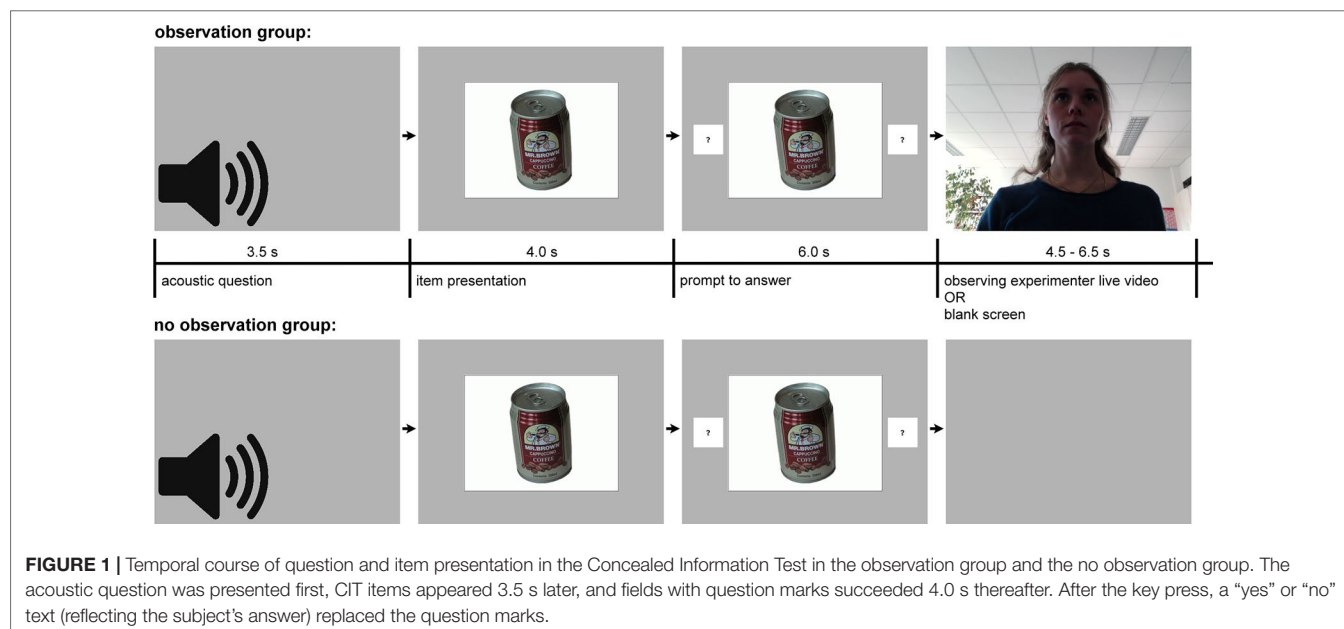 observation group:
? ?
MR.BROWN
CAPPUCCINO
COFFEE
MR.BROWN
CAPPUCCINO
COFFEE
3.5 s 4.0 s 6.0 s 4.5 - 6.5 s
acoustic question item presentation prompt to answer observing experimenter live video
OR
blank screen
no observation group:
? ?
MR.BROWN
CAPPUCCINO
COFFEE
MR.BROWN
CAPPUCCINO
COFFEE
FIGURE 1 | Temporal course of question and item presentation in the Concealed Information Test in the observation group and the no observation group. The
acoustic question was presented first, CIT items appeared 3.5 s later, and fields with question marks succeeded 4.0 s thereafter. After the key press, a “yes” or “no”
text (reflecting the subject’s answer) replaced the question marks.